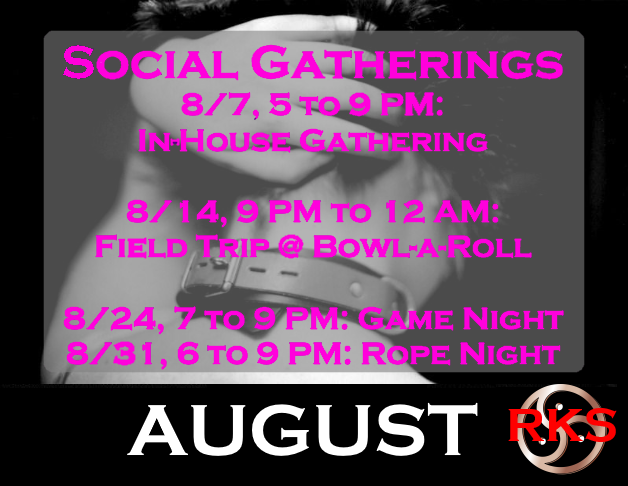 Social Gatherings
8/7, 5 to 9 PM:
In-House Gathering
8/14, 9 PM to 12 AM:
Field Trip @ Bowl-a-Roll
8/24, 7 to 9 PM: Game Night
8/31, 6 to 9 PM: Rope Night
AUGUST
RKS